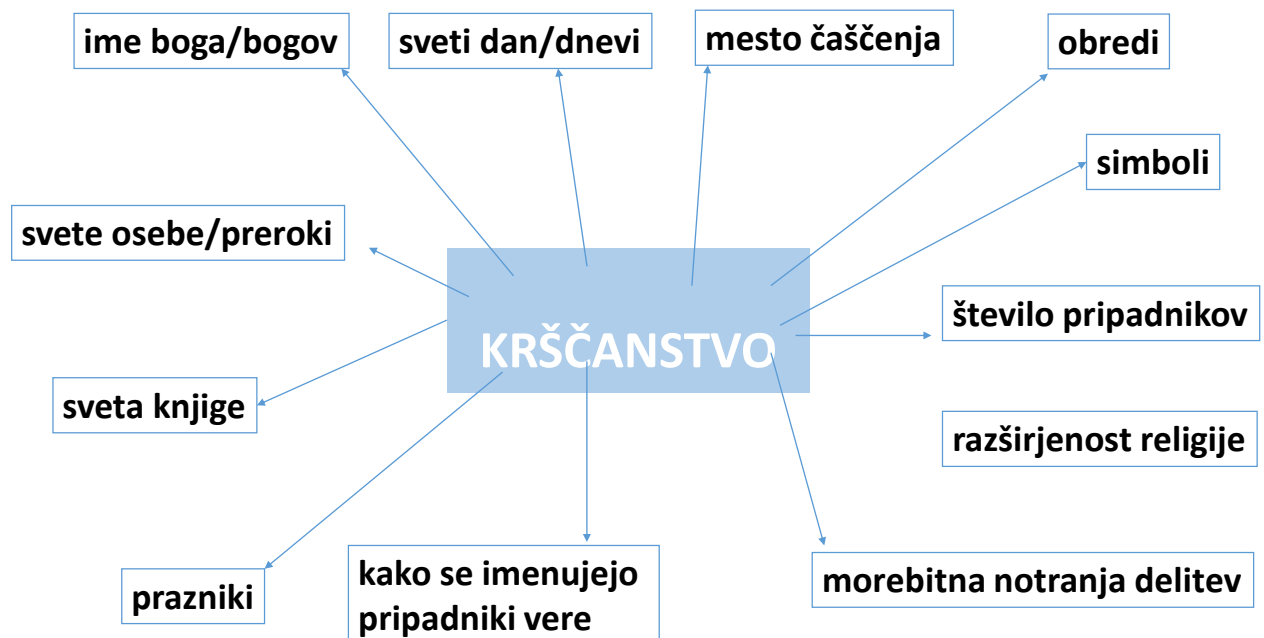 ime boga/bogov
sveti dan/dnevi
mesto čaščenja
obredi
simboli
svete osebe/preroki
število pripadnikov
KRŠČANSTVO
sveta knjige
razširjenost religije
prazniki
kako se imenujejo
pripadniki vere
morebitna notranja delitev